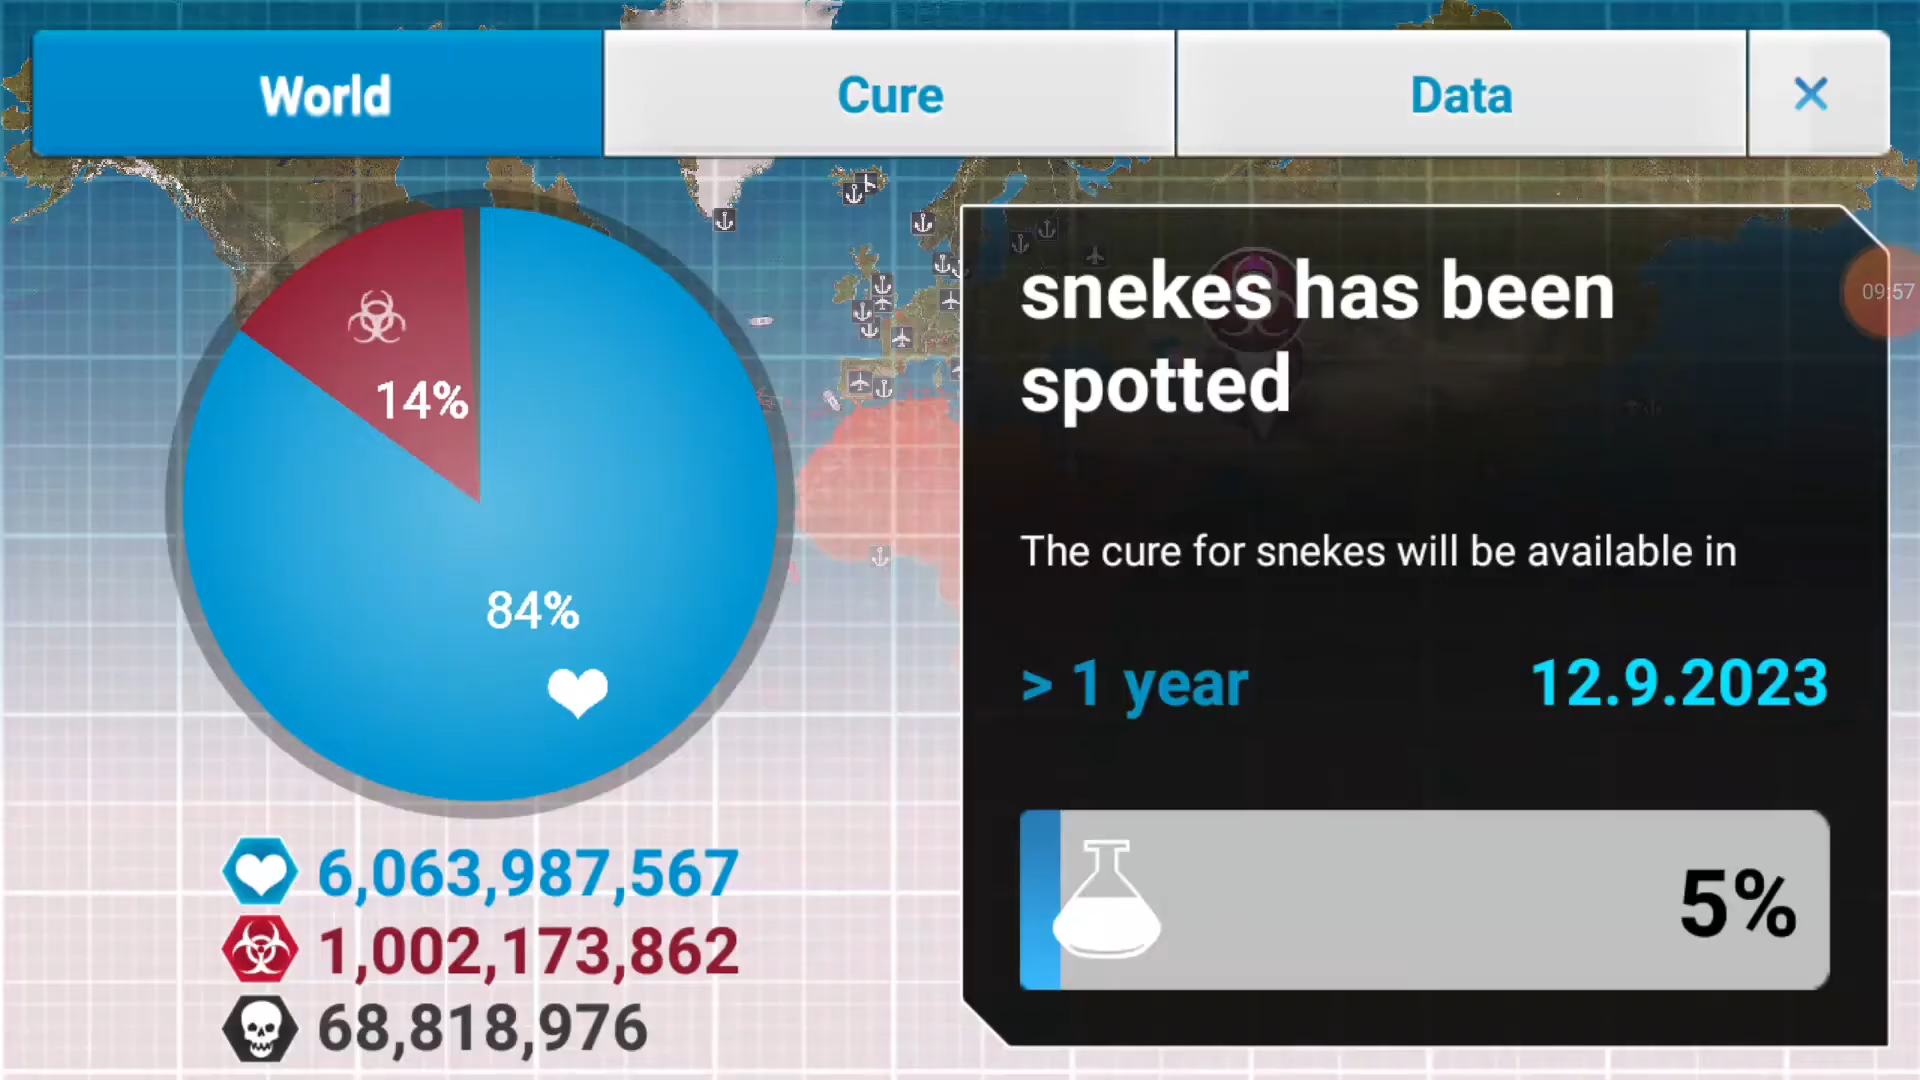 World
Cure
Data
14%
84%
6,063,987,567
1,002,173,862
68,818,976
snekes has been
spotted
The cure for snekes will be available in
> 1 year
12.9.2023
5%
09:57